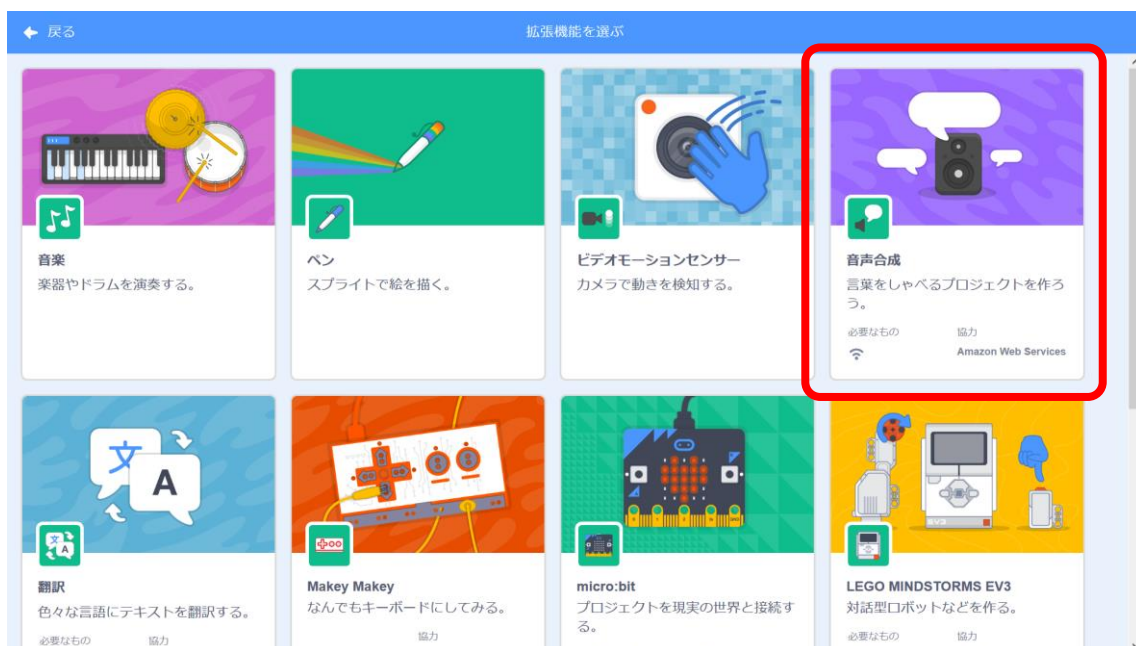 戻る
拡張機能を選ぶ
音楽
楽器やドラムを演奏する。
ペン
スプライトで絵を描く。
ビデオモーションセンサー
カメラで動きを検知する。
音声合成
言葉をしゃべるプロジェクトを作ろ
う。
必要なもの 協力
Amazon Web Services
文
A
翻訳
色々な言語にテキストを翻訳する。
必要なもの 協力
Makey Makey
なんでもキーボードにしてみる。
協力
micro:bit
プロジェクトを現実の世界と接続す
る。
EV3
LEGO MINDSTORMS EV3
対話型ロボットなどを作る。
必要なもの 協力